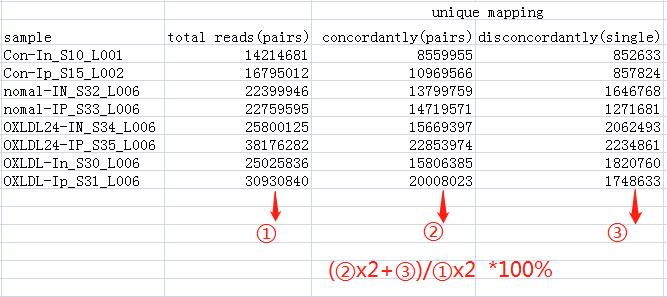 unique mapping
sample total reads(pairs) concordantly(pairs) disconcordantly(single)
Con-In_S10_L001 14214681 8559955 852633
Con-Ip_S15_L002 16795012 10969566 857824
nomal-IN_S32_L006 22399946 13799759 1646768
nomal-IP_S33_L006 22759595 14719571 1271681
OXLDL24-IN_S34_L006 25800125 15669397 2062493
OXLDL24-IP_S35_L006 38176282 22853974 2234861
OXLDL-In_S30_L006 25025836 15806385 1820760
OXLDL-Ip_S31_L006 30930840 20008023 1748633
① ② ③
(②x2+③)/①x2 *100%